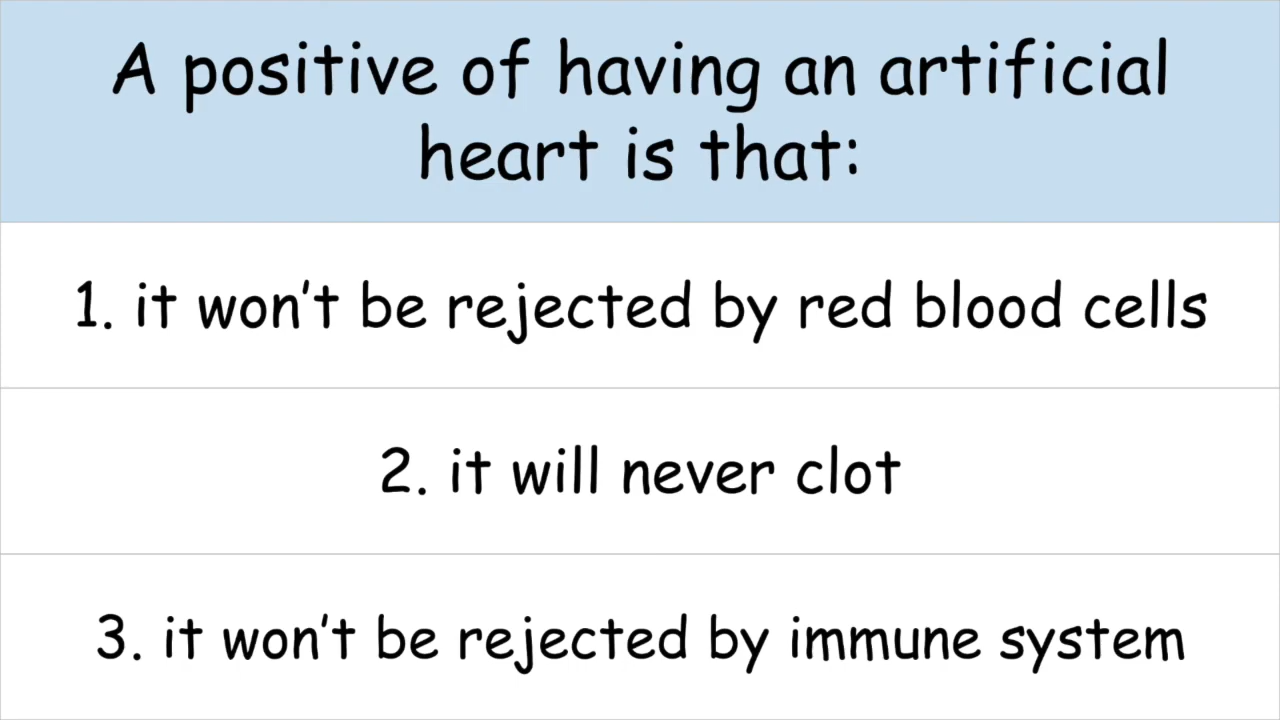 A positive of having an artificial
heart is that:
1. it won't be rejected by red blood cells
2. it will never clot
3. it won't be rejected by immune system